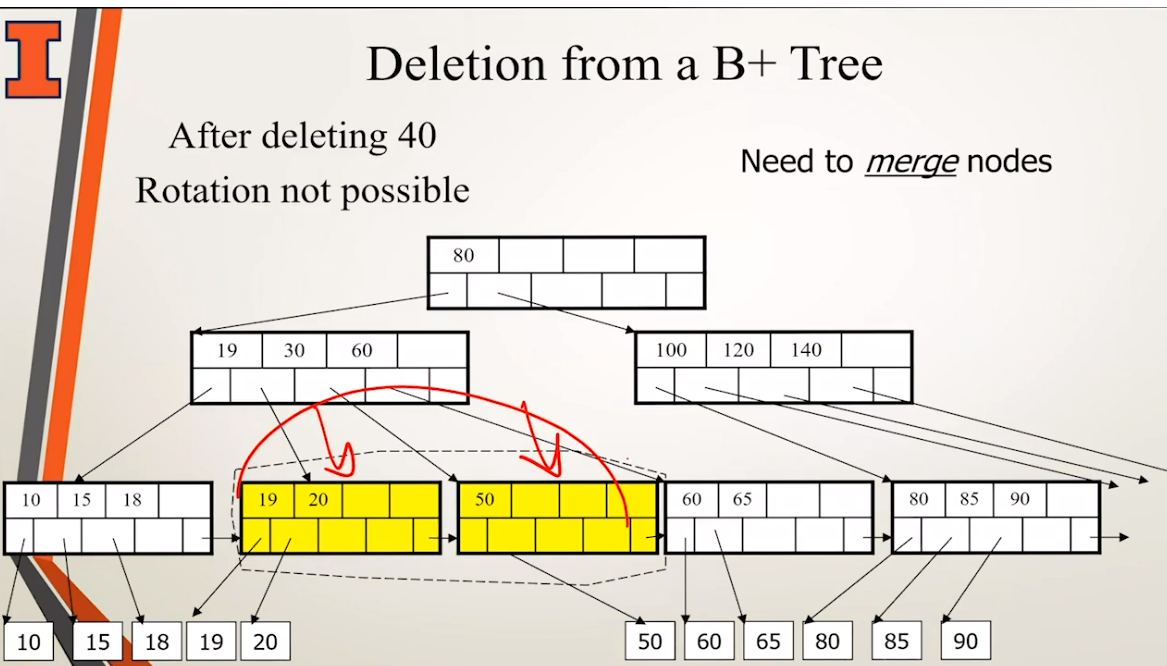 I
Deletion from a B+ Tree
After deleting 40
Rotation not possible
Need to merge nodes
80
19 30 60
100 120 140
10 15 18
19 20
50
60 65
80 85 90
10 15 18 19 20 50 60 65 80 85 90